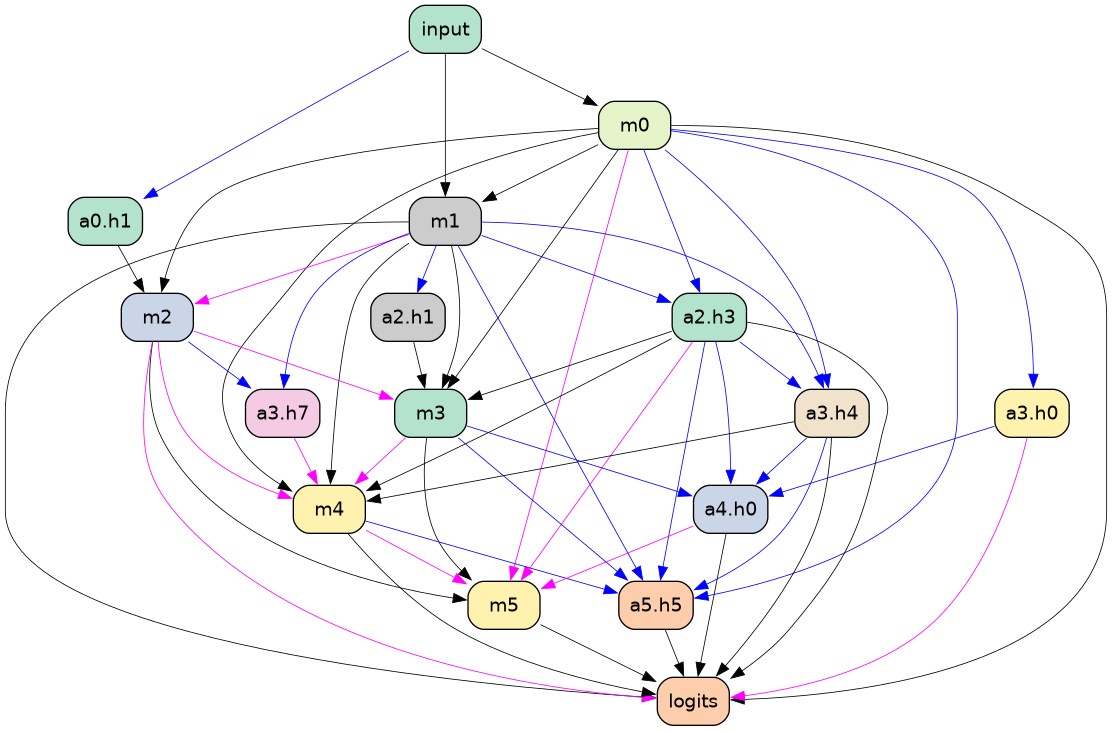 input
m0
a0.h1
m1
m2
a2.h1
a2.h3
a3.h7
m3
a3.h4
a3.h0
m4
a4.h0
m5
a5.h5
logits